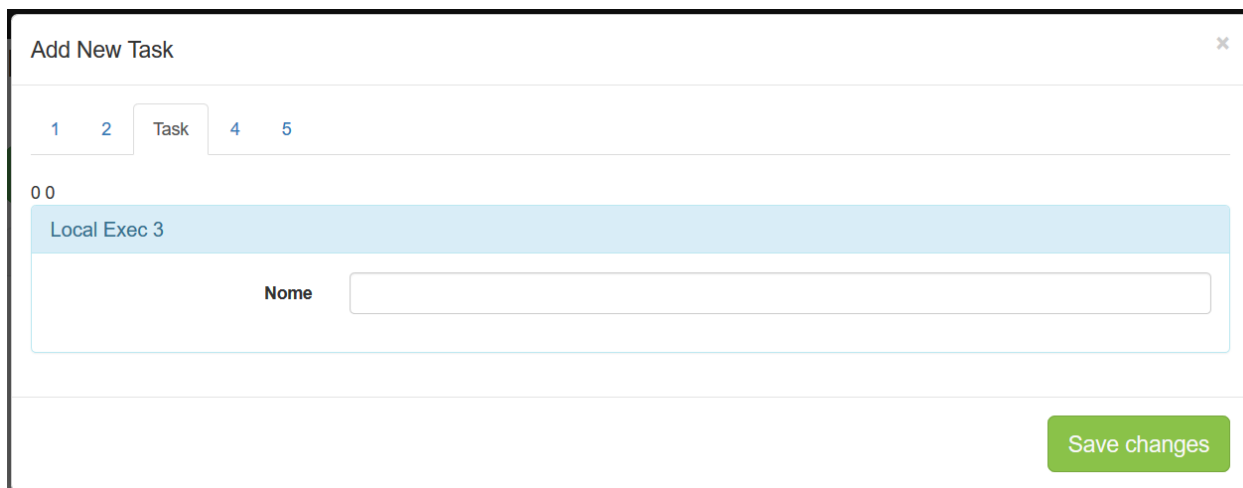 Add New Task ×
1 2 Task 4 5
0 0
Local Exec 3
Nome
Save changes